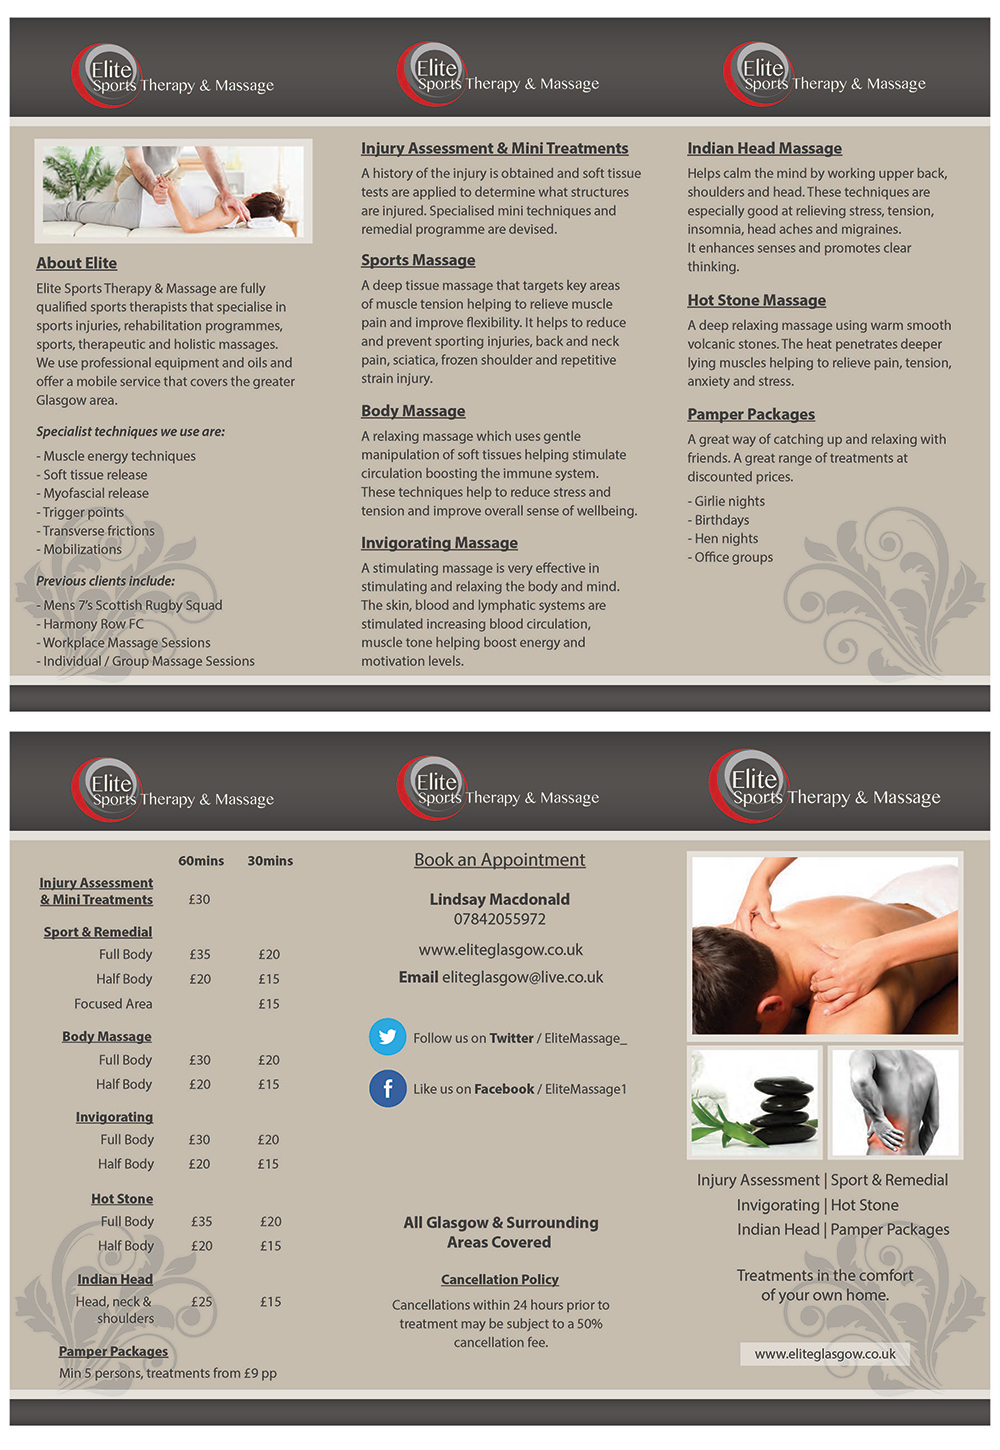 Elite
Sports Therapy & Massage
About Elite
Elite Sports Therapy & Massage are fully
qualified sports therapists that specialise in
sports injuries, rehabilitation programmes,
sports, therapeutic and holistic massages.
We use professional equipment and oils and
offer a mobile service that covers the greater
Glasgow area.
Specialist techniques we use are:
- Muscle energy techniques
- Soft tissue release
- Myofascial release
- Trigger points
- Transverse frictions
- Mobilizations
Previous clients include:
- Mens 7's Scottish Rugby Squad
- Harmony Row FC
- Workplace Massage Sessions
- Individual / Group Massage Sessions
Elite
Sports Therapy & Massage
Injury Assessment & Mini Treatments
A history of the injury is obtained and soft tissue
tests are applied to determine what structures
are injured. Specialised mini techniques and
remedial programme are devised.
Sports Massage
A deep tissue massage that targets key areas
of muscle tension helping to relieve muscle
pain and improve flexibility. It helps to reduce
and prevent sporting injuries, back and neck
pain, sciatica, frozen shoulder and repetitive
strain injury.
Body Massage
A relaxing massage which uses gentle
manipulation of soft tissues helping stimulate
circulation boosting the immune system.
These techniques help to reduce stress and
tension and improve overall sense of wellbeing.
Invigorating Massage
A stimulating massage is very effective in
stimulating and relaxing the body and mind.
The skin, blood and lymphatic systems are
stimulated increasing blood circulation,
muscle tone helping boost energy and
motivation levels.
Elite
Sports Therapy & Massage
Indian Head Massage
Helps calm the mind by working upper back,
shoulders and head. These techniques are
especially good at relieving stress, tension,
insomnia, head aches and migraines.
It enhances senses and promotes clear
thinking.
Hot Stone Massage
A deep relaxing massage using warm smooth
volcanic stones. The heat penetrates deeper
lying muscles helping to relieve pain, tension,
anxiety and stress.
Pamper Packages
A great way of catching up and relaxing with
friends. A great range of treatments at
discounted prices.
- Girlie nights
- Birthdays
- Hen nights
- Office groups
Elite
Sports Therapy & Massage
60mins 30mins
Injury Assessment
& Mini Treatments £30
Sport & Remedial
Full Body £35 £20
Half Body £20 £15
Focused Area £15
Body Massage
Full Body £30 £20
Half Body £20 £15
Invigorating
Full Body £30 £20
Half Body £20 £15
Hot Stone
Full Body £35 £20
Half Body £20 £15
Indian Head
Head, neck & £25 £15
shoulders
Pamper Packages
Min 5 persons, treatments from £9 pp
Elite
Sports Therapy & Massage
Book an Appointment
Lindsay Macdonald
07842055972
www.eliteglasgow.co.uk
Email eliteglasgow@live.co.uk
Follow us on Twitter / EliteMassage_
f Like us on Facebook / EliteMassage1
All Glasgow & Surrounding
Areas Covered
Cancellation Policy
Cancellations within 24 hours prior to
treatment may be subject to a 50%
cancellation fee.
Elite
Sports Therapy & Massage
Injury Assessment | Sport & Remedial
Invigorating | Hot Stone
Indian Head | Pamper Packages
Treatments in the comfort
of your own home.
www.eliteglasgow.co.uk